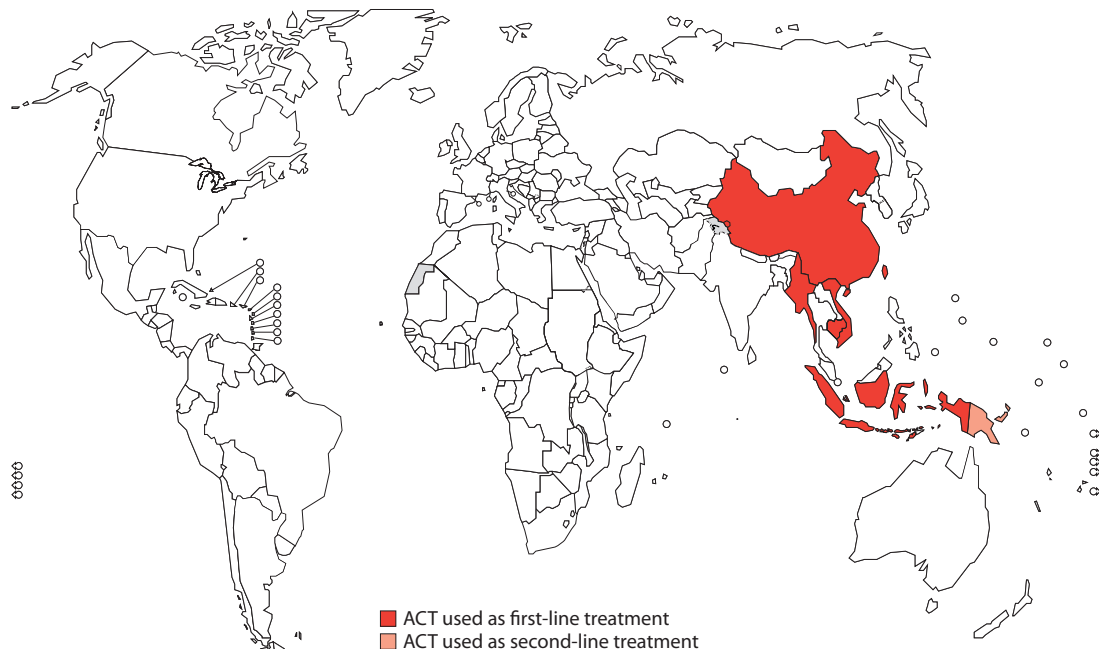 ACT used as first-line treatment
ACT used as second-line treatment